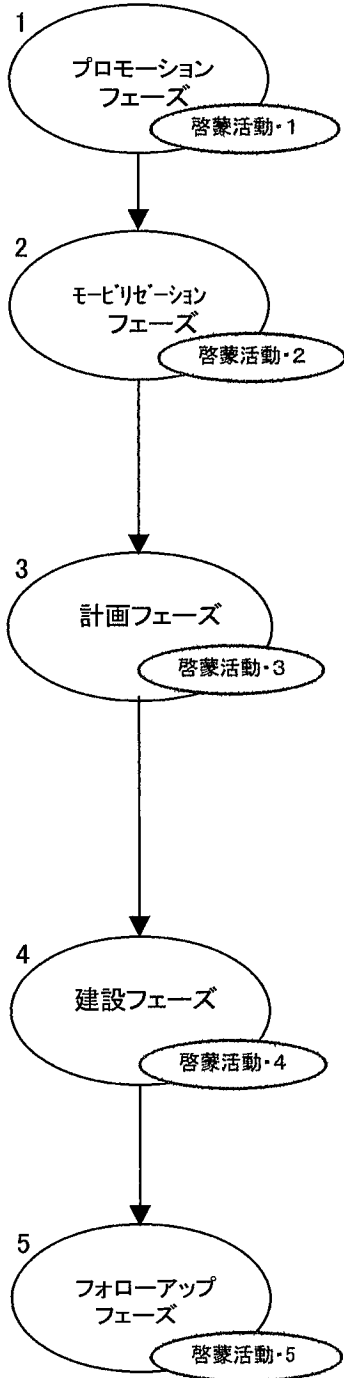 1
プロモーション
フェーズ
啓蒙活動・1
2
モービリゼーション
フェーズ
啓蒙活動・2
3
計画フェーズ
啓蒙活動・3
4
建設フェーズ
啓蒙活動・4
5
フォローアップ
フェーズ
啓蒙活動・5